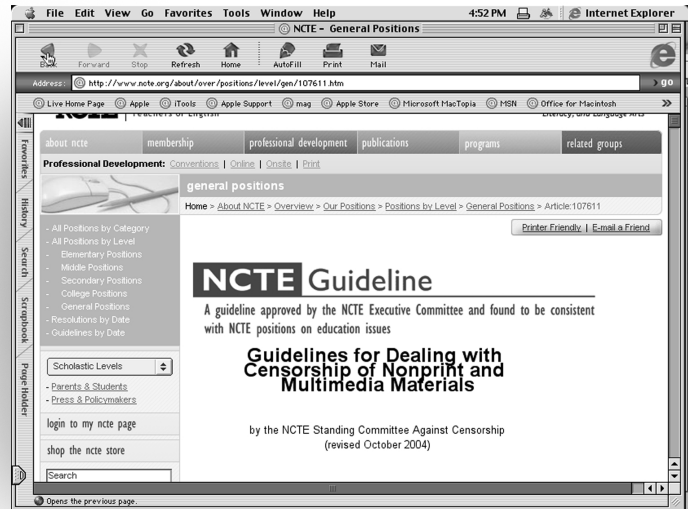 File Edit View Go Favorites Tools Window Help 4:52 PM Internet Explorer
NCTE - General Positions
Back Forward Stop Refresh Home AutoFill Print Mail
Address: http://www.ncte.org/about/over/positions/level/gen/107611.htm go
Live Home Page Apple iTools Apple Support mag Apple Store Microsoft MacTopia MSN Office for Macintosh
NCTE Teachers of English Literacy, and Language Arts
about ncte membership professional development publications programs related groups
Professional Development: Conventions | Online | Onsite | Print
general positions
Home > About NCTE > Overview > Our Positions > Positions by Level > General Positions > Article:107611
Printer Friendly | E-mail a Friend
Favorites
History
Search
Scrapbook
Page Holder
- All Positions by Category
- All Positions by Level
- Elementary Positions
- Middle Positions
- Secondary Positions
- College Positions
- General Positions
- Resolutions by Date
- Guidelines by Date
Scholastic Levels
- Parents & Students
- Press & Policymakers
login to my ncte page
shop the ncte store
Search
NCTE Guideline
A guideline approved by the NCTE Executive Committee and found to be consistent
with NCTE positions on education issues
Guidelines for Dealing with
Censorship of Nonprint and
Multimedia Materials
by the NCTE Standing Committee Against Censorship
(revised October 2004)
Opens the previous page.